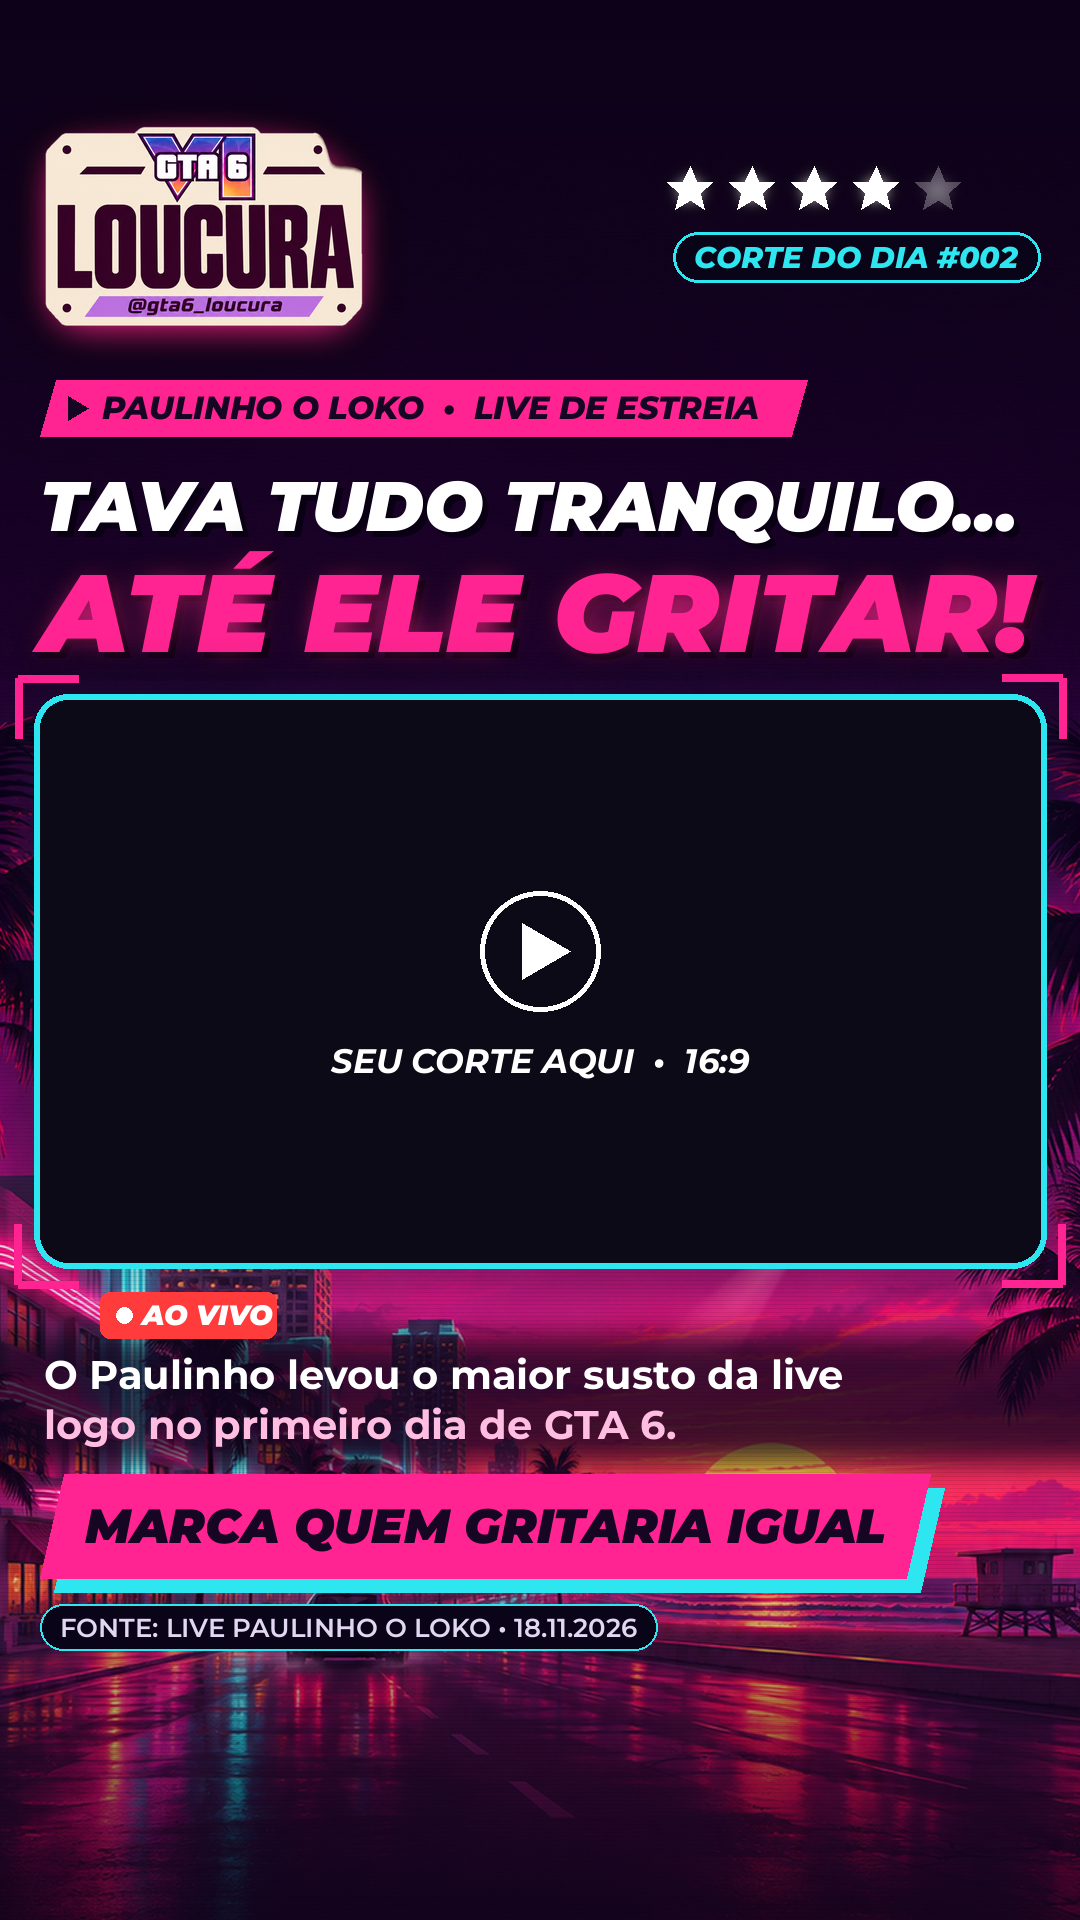 GTA 6
LOUCURA
@gta6_loucura
CORTE DO DIA #002
PAULINHO O LOKO • LIVE DE ESTREIA
TAVA TUDO TRANQUILO...
ATÉ ELE GRITAR!
SEU CORTE AQUI • 16:9
AO VIVO
O Paulinho levou o maior susto da live
logo no primeiro dia de GTA 6.
MARCA QUEM GRITARIA IGUAL
FONTE: LIVE PAULINHO O LOKO • 18.11.2026